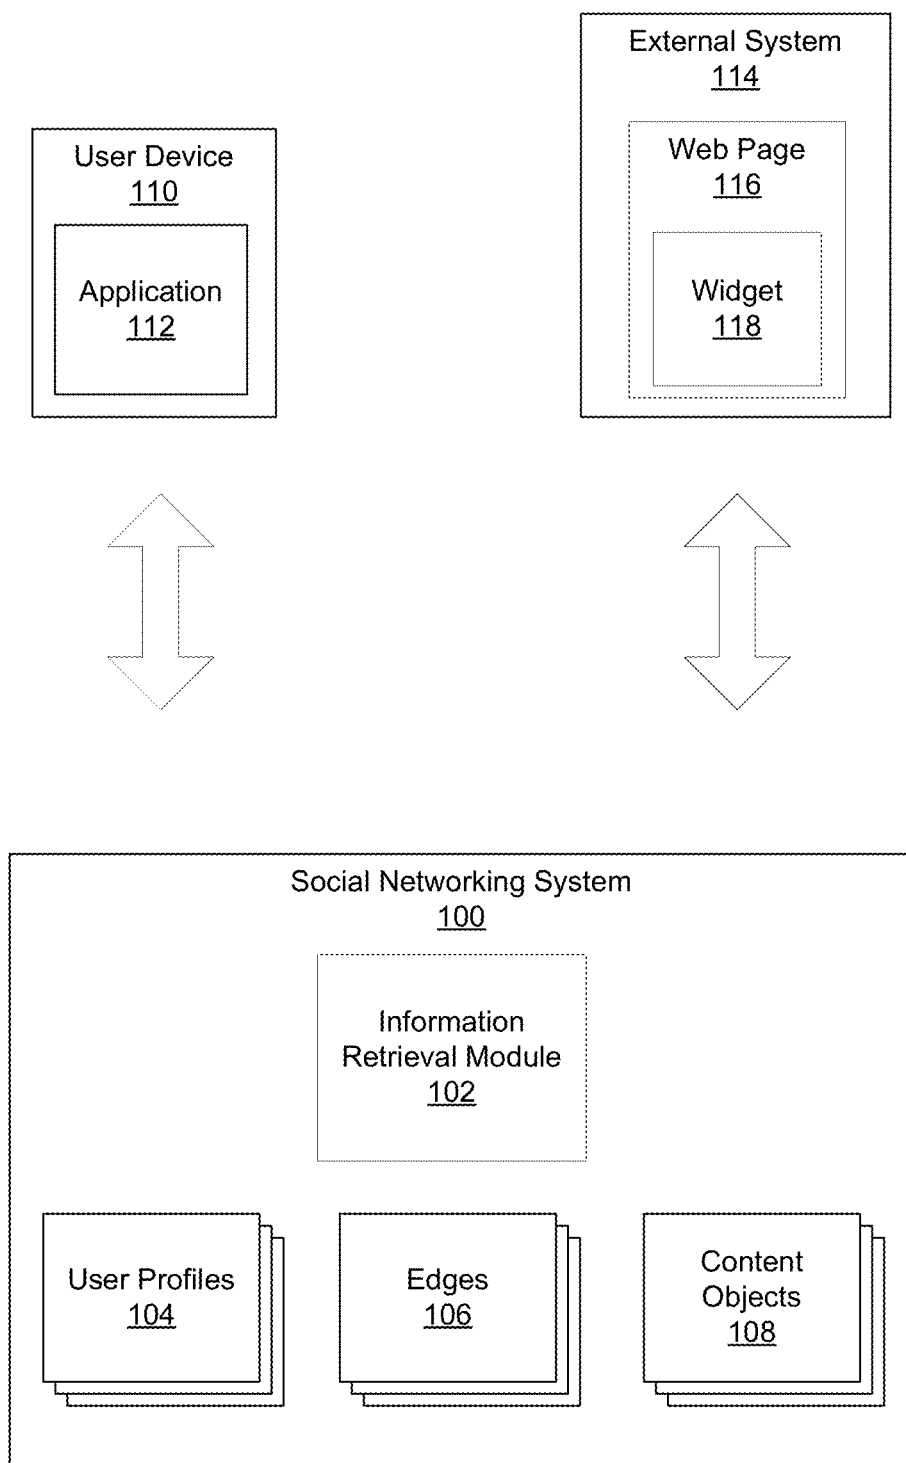 External System
114
User Device
110
Web Page
116
Application
112
Widget
118
Social Networking System
100
Information
Retrieval Module
102
User Profiles
104
Edges
106
Content
Objects
108